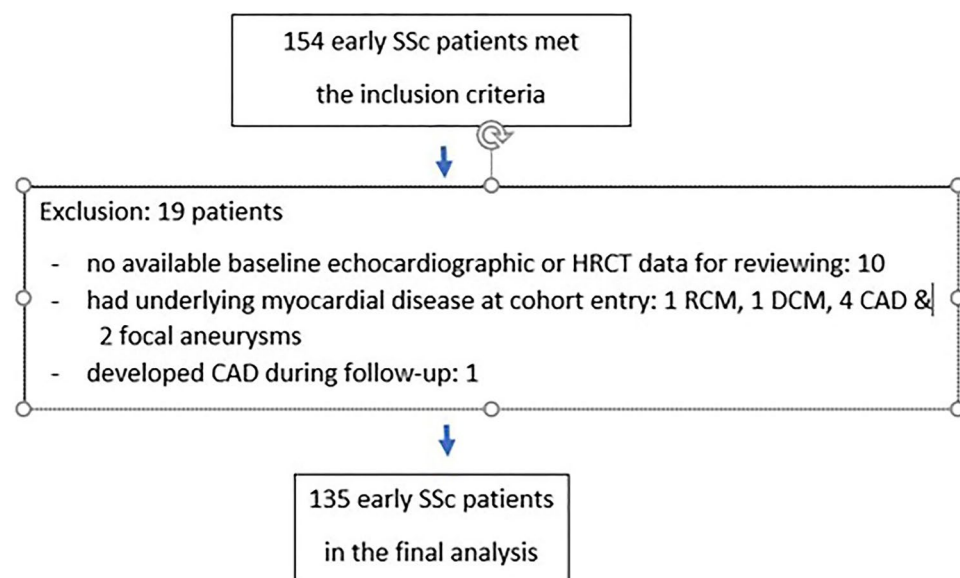 154 early SSc patients met
the inclusion criteria
Exclusion: 19 patients
- no available baseline echocardiographic or HRCT data for reviewing: 10
- had underlying myocardial disease at cohort entry: 1 RCM, 1 DCM, 4 CAD &
2 focal aneurysms
- developed CAD during follow-up: 1
135 early SSc patients
in the final analysis